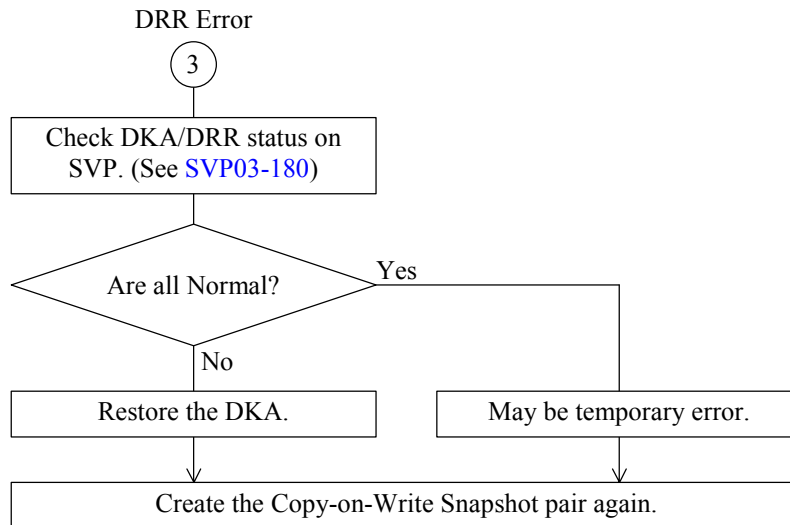 DRR Error
3
Check DKA/DRR status on
SVP. (See SVP03-180)
Are all Normal?
Yes
No
Restore the DKA.
May be temporary error.
Create the Copy-on-Write Snapshot pair again.